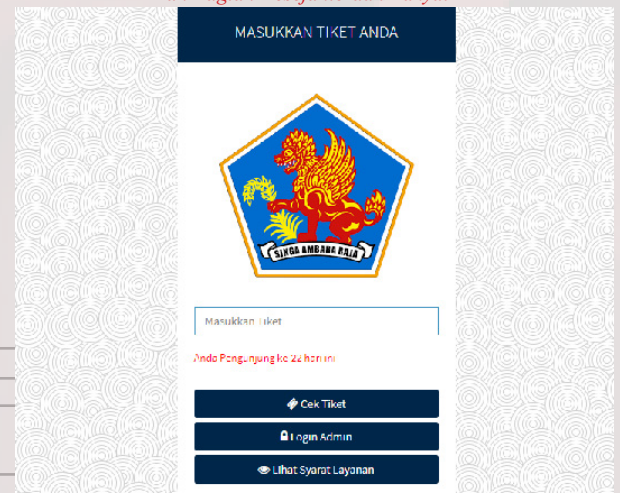 MASUKKAN TIKET ANDA
SINGA AMBARA RAJA
Masukkan Tiket
Anda Pengunjung ke 22 hari ini
Cek Tiket
Login Admin
Lihat Syarat Layanan